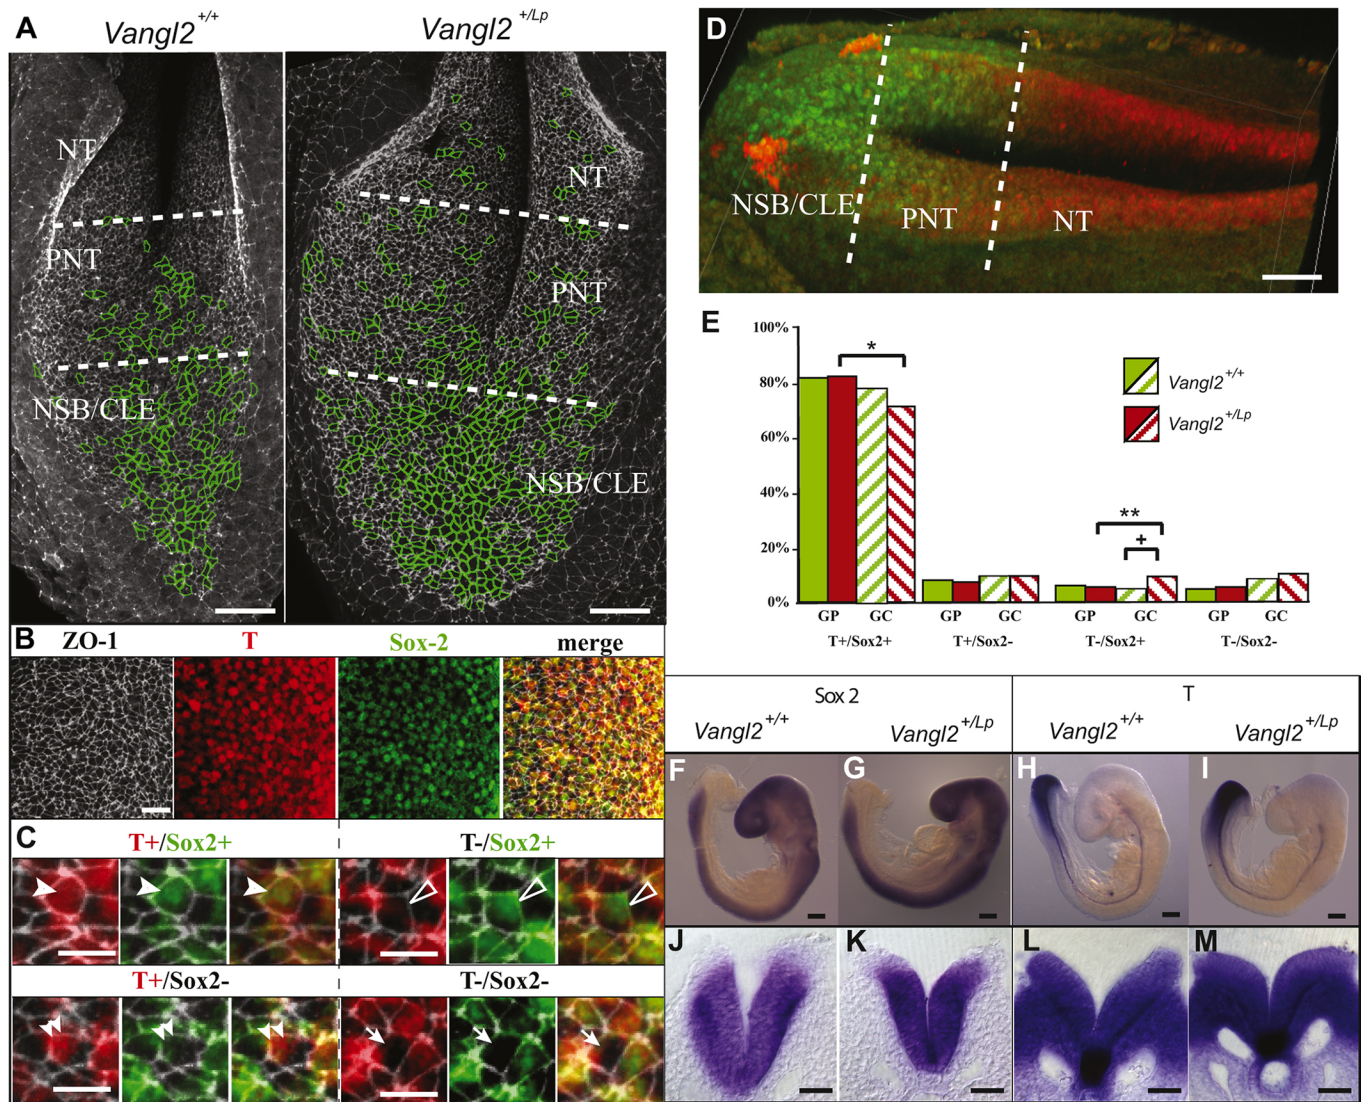 A
Vangl2 +/+
Vangl2 +/Lp
NT
PNT
NSB/CLE
NT
PNT
NSB/CLE
B
ZO-1
T
Sox-2
merge
C
T+/Sox2+
T-/Sox2+
T+/Sox2-
T-/Sox2-
D
NSB/CLE
PNT
NT
E
100%
80%
60%
40%
20%
0%
*
**
+
Vangl2 +/+
Vangl2 +/Lp
GP GC GP GC GP GC GP GC
T+/Sox2+ T+/Sox2- T-/Sox2+ T-/Sox2-
Sox 2
T
Vangl2 +/+
Vangl2 +/Lp
Vangl2 +/+
Vangl2 +/Lp
F
G
H
I
J
K
L
M